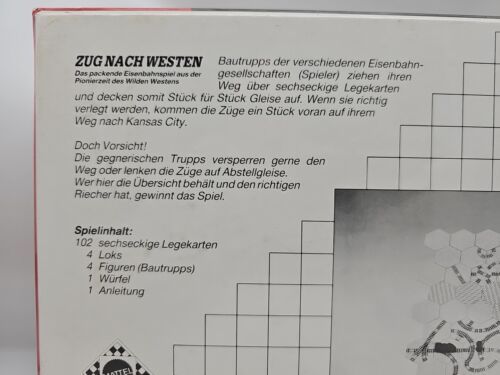 ZUG NACH WESTEN
Das packende Eisenbahnspiel aus der
Pionierzeit des Wilden Westens
Bautrupps der verschiedenen Eisenbahn-
gesellschaften (Spieler) ziehen ihren
Weg über sechseckige Legekarten
und decken somit Stück für Stück Gleise auf. Wenn sie richtig
verlegt werden, kommen die Züge ein Stück voran auf ihrem
Weg nach Kansas City.
Doch Vorsicht!
Die gegnerischen Trupps versperren gerne den
Weg oder lenken die Züge auf Abstellgleise.
Wer hier die Übersicht behält und den richtigen
Riecher hat, gewinnt das Spiel.
Spielinhalt:
102 sechseckige Legekarten
4 Loks
4 Figuren (Bautrupps)
1 Würfel
1 Anleitung
MATTEL